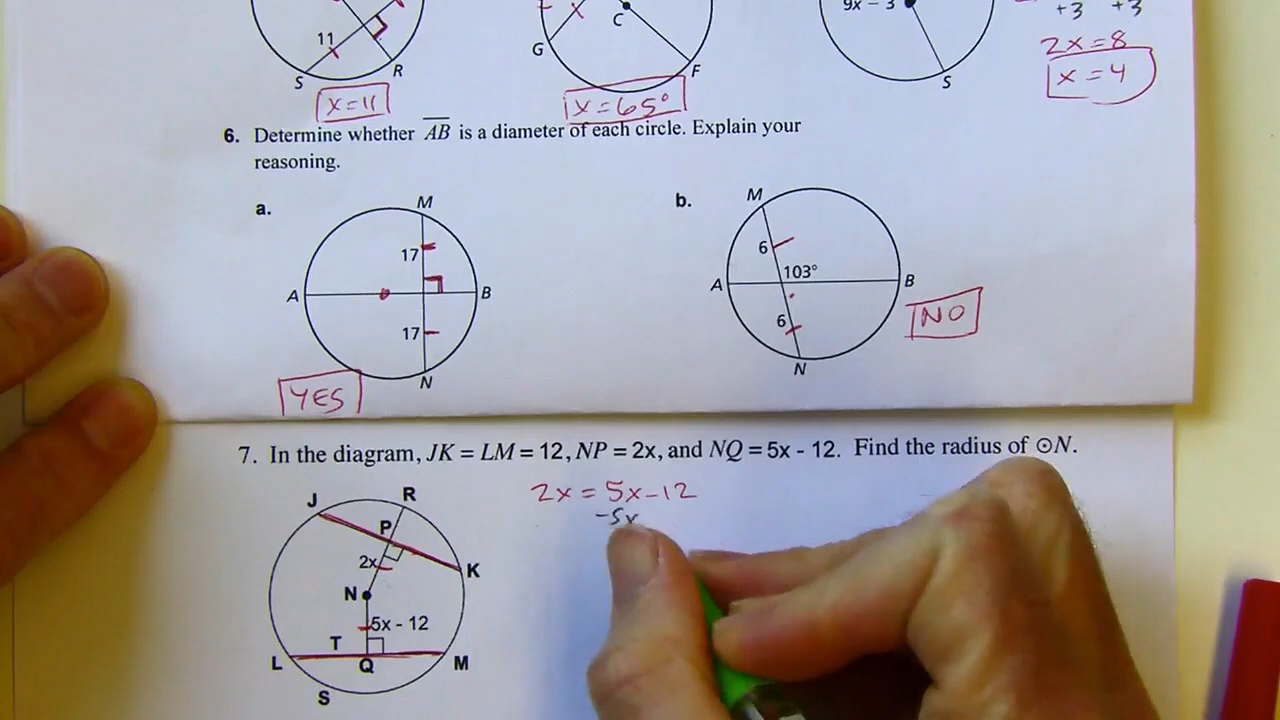 11
S
R
x=11
G
C
F
x=65°
9x – 3
S
+3 +3
2x=8
x=4
6. Determine whether AB is a diameter of each circle. Explain your
reasoning.
a.
M
17
A
B
17
N
YES
b.
M
6
103°
A
B
6
N
NO
7. In the diagram, JK = LM = 12, NP = 2x, and NQ = 5x - 12. Find the radius of ⊙N.
2x = 5x-12
-5x
J
R
P
2x
K
N
5x - 12
T
L
Q
M
S